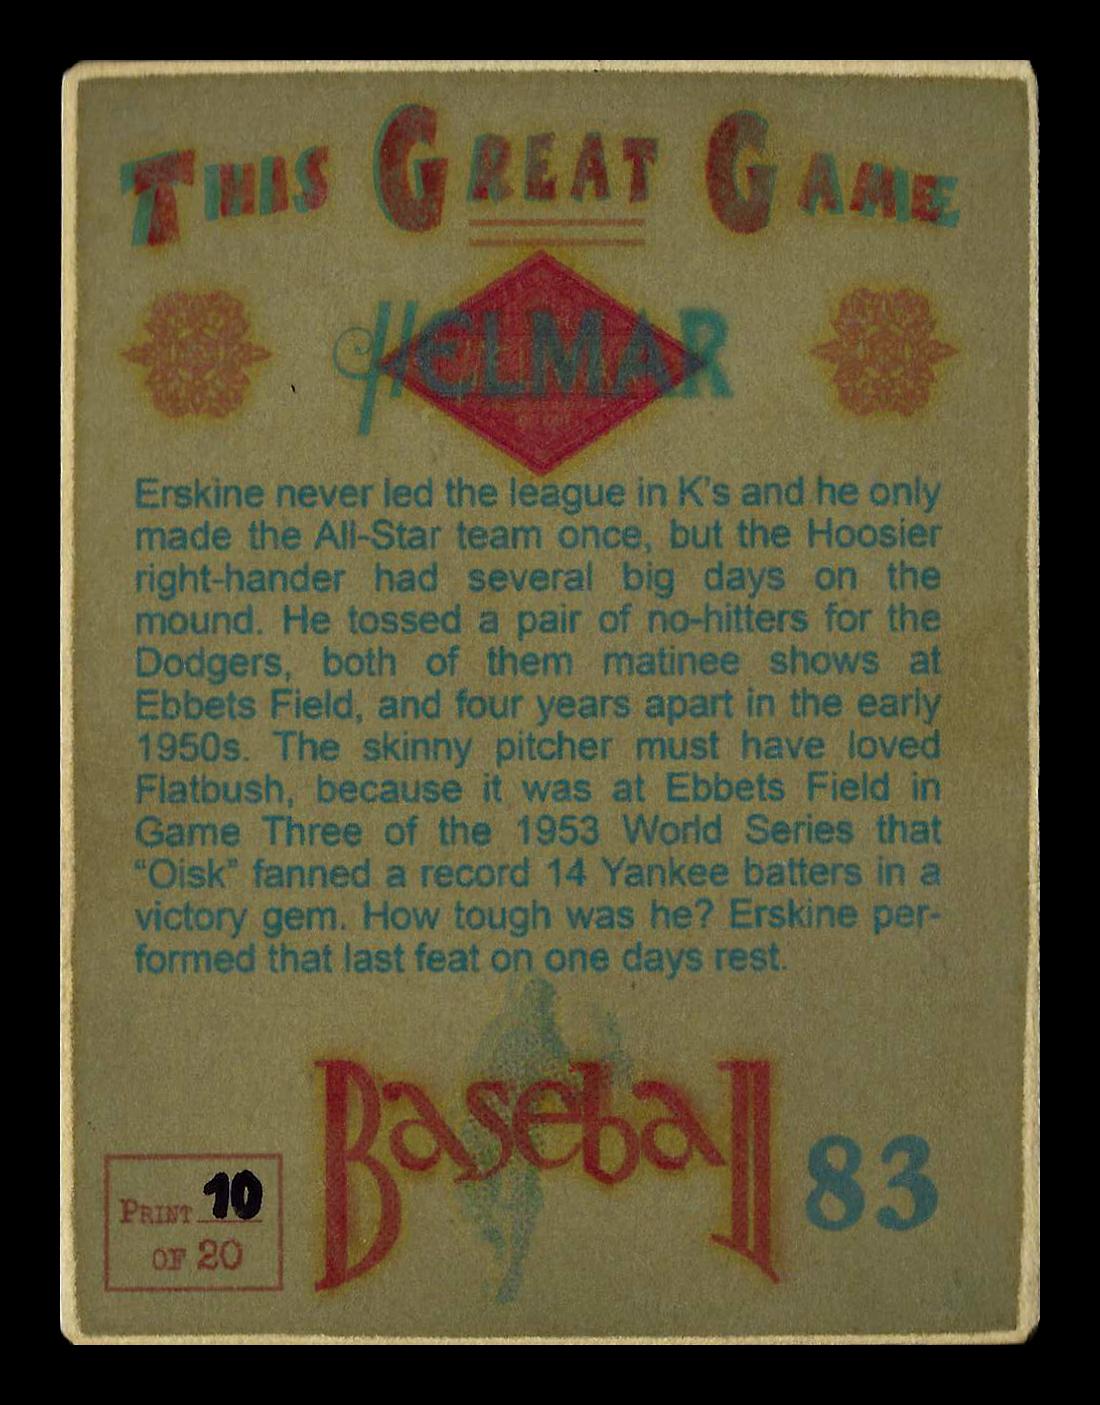 THIS GREAT GAME
HELMAR
Erskine never led the league in K's and he only
made the All-Star team once, but the Hoosier
right-hander had several big days on the
mound. He tossed a pair of no-hitters for the
Dodgers, both of them matinee shows at
Ebbets Field, and four years apart in the early
1950s. The skinny pitcher must have loved
Flatbush, because it was at Ebbets Field in
Game Three of the 1953 World Series that
“Oisk” fanned a record 14 Yankee batters in a
victory gem. How tough was he? Erskine per-
formed that last feat on one days rest.
Baseball
83
PRINT 10
OF 20